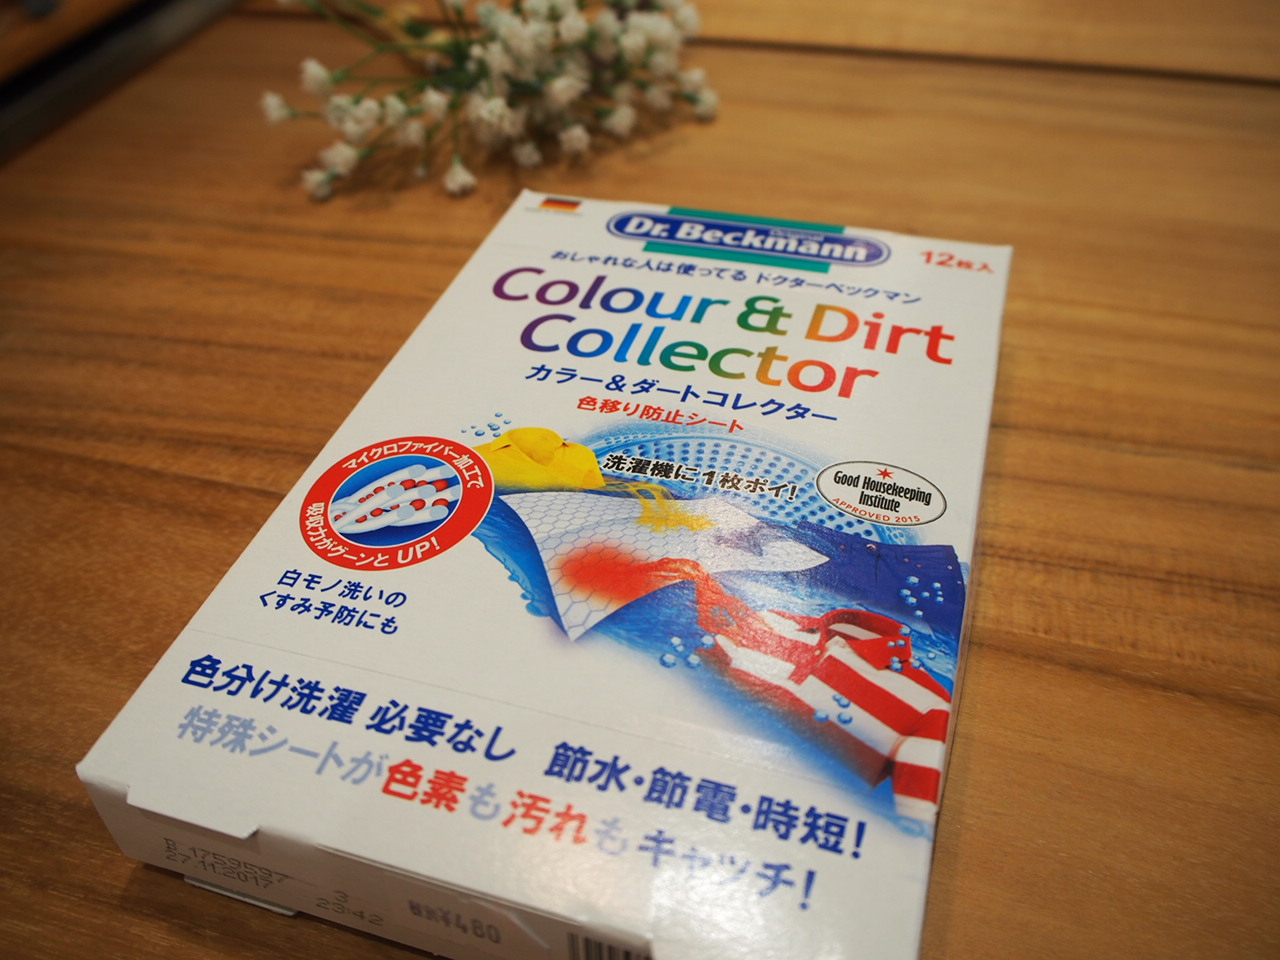 Dr. Beckmann
12枚入
おしゃれな人は使ってる ドクターベックマン
Colour & Dirt
Collector
カラー&ダートコレクター
色移り防止シート
洗濯機に1枚ポイ!
Good Housekeeping
Institute
APPROVED 2015
マイクロファイバー加工で
吸収力がグーンと UP!
白モノ洗いの
くすみ予防にも
色分け洗濯 必要なし 節水・節電・時短!
特殊シートが色素も汚れもキャッチ!
B 1759597 3
27.11.2017 23:42
¥480